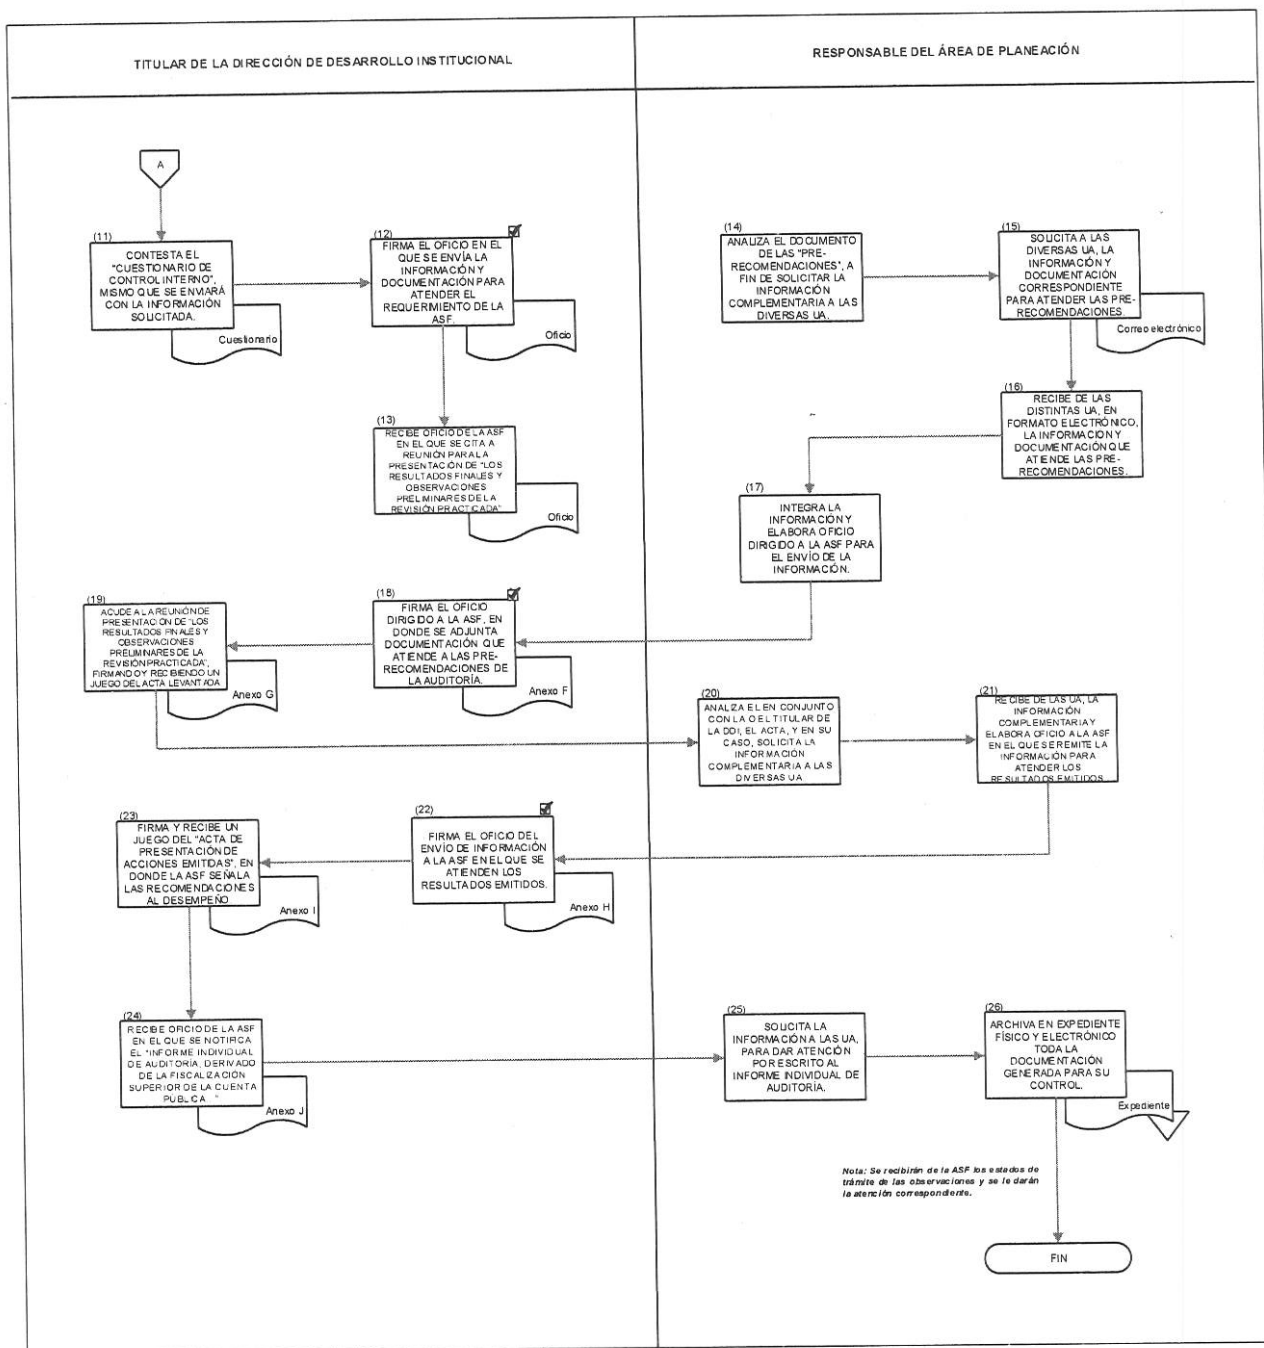 TITULAR DE LA DIRECCIÓN DE DESARROLLO INSTITUCIONAL
RESPONSABLE DEL ÁREA DE PLANEACIÓN
A
(11)
CONTESTA EL
"CUESTIONARIO DE
CONTROL INTERNO",
MISMO QUE SE ENVIARÁ
CON LA INFORMACIÓN
SOLICITADA.
Cuestionario
(12)
FIRMA EL OFICIO EN EL
QUE SE ENVÍA LA
INFORMACIÓN Y
DOCUMENTACIÓN PARA
ATENDER EL
REQUERIMIENTO DE LA
ASF.
Oficio
(13)
RECIBE OFICIO DE LA ASF
EN EL QUE SE CITA A
REUNIÓN PARA LA
PRESENTACIÓN DE "LOS
RESULTADOS FINALES Y
OBSERVACIONES
PRELIMINARES DE LA
REVISIÓN PRACTICADA"
Oficio
(14)
ANALIZA EL DOCUMENTO
DE LAS "PRE-
RECOMENDACIONES", A
FIN DE SOLICITAR LA
INFORMACIÓN
COMPLEMENTARIA A LAS
DIVERSAS UA.
(15)
SOLICITA A LAS
DIVERSAS UA, LA
INFORMACIÓN Y
DOCUMENTACIÓN
CORRESPONDIENTE
PARA ATENDER LAS PRE-
RECOMENDACIONES.
Correo electrónico
(16)
RECIBE DE LAS
DISTINTAS UA, EN
FORMATO ELECTRÓNICO,
LA INFORMACIÓN Y
DOCUMENTACIÓN QUE
ATIENDE LAS PRE-
RECOMENDACIONES.
(17)
INTEGRA LA
INFORMACIÓN Y
ELABORA OFICIO
DIRIGIDO A LA ASF PARA
EL ENVÍO DE LA
INFORMACIÓN.
(18)
FIRMA EL OFICIO
DIRIGIDO A LA ASF, EN
DONDE SE ADJUNTA
DOCUMENTACIÓN QUE
ATIENDE A LAS PRE-
RECOMENDACIONES DE
LA AUDITORÍA.
Anexo F
(19)
ACUDE A LA REUNIÓN DE
PRESENTACIÓN DE "LOS
RESULTADOS FINALES Y
OBSERVACIONES
PRELIMINARES DE LA
REVISIÓN PRACTICADA",
FIRMANDO Y RECIBIENDO UN
JUEGO DEL ACTA LEVANTADA
Anexo G
(20)
ANALIZA EL EN CONJUNTO
CON LA O EL TITULAR DE
LA DDI, EL ACTA, Y EN SU
CASO, SOLICITA LA
INFORMACIÓN
COMPLEMENTARIA A LAS
DIVERSAS UA
(21)
RECIBE DE LAS UA, LA
INFORMACIÓN
COMPLEMENTARIA Y
ELABORA OFICIO A LA ASF
EN EL QUE SE REMITE LA
INFORMACIÓN PARA
ATENDER LOS
RESULTADOS EMITIDOS
(22)
FIRMA EL OFICIO DEL
ENVÍO DE INFORMACIÓN
A LA ASF EN EL QUE SE
ATIENDEN LOS
RESULTADOS EMITIDOS.
Anexo H
(23)
FIRMA Y RECIBE UN
JUEGO DEL "ACTA DE
PRESENTACIÓN DE
ACCIONES EMITIDAS", EN
DONDE LA ASF SEÑALA
LAS RECOMENDACIONES
AL DESEMPEÑO
Anexo I
(24)
RECIBE OFICIO DE LA ASF
EN EL QUE SE NOTIFICA
EL "INFORME INDIVIDUAL
DE AUDITORÍA, DERIVADO
DE LA FISCALIZACIÓN
SUPERIOR DE LA CUENTA
PÚBLICA..."
Anexo J
(25)
SOLICITA LA
INFORMACIÓN A LAS UA,
PARA DAR ATENCIÓN
POR ESCRITO AL
INFORME INDIVIDUAL DE
AUDITORÍA.
(26)
ARCHIVA EN EXPEDIENTE
FÍSICO Y ELECTRÓNICO
TODA LA
DOCUMENTACIÓN
GENERADA PARA SU
CONTROL.
Expediente
Nota: Se recibirán de la ASF los estados de
trámite de las observaciones y se le darán
la atención correspondiente.
FIN